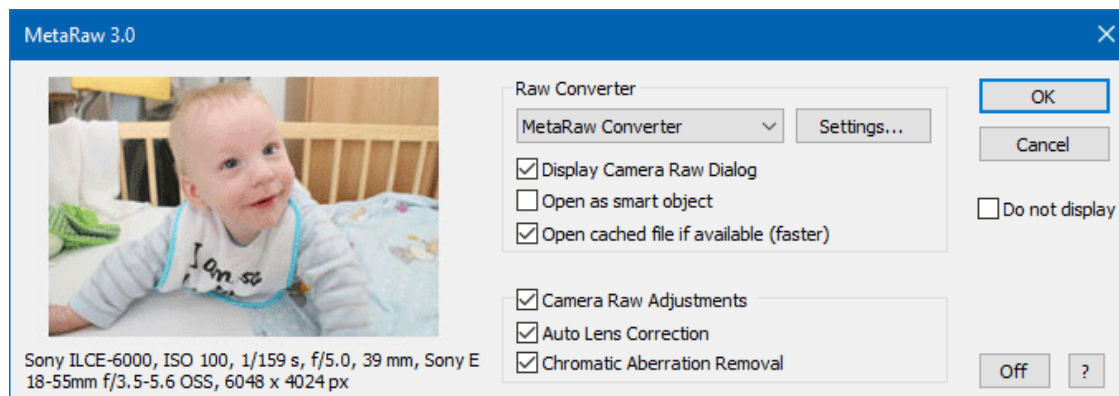 MetaRaw 3.0
Raw Converter
MetaRaw Converter
Settings...
Display Camera Raw Dialog
Open as smart object
Open cached file if available (faster)
Camera Raw Adjustments
Auto Lens Correction
Chromatic Aberration Removal
OK
Cancel
Do not display
Off
?
I am so
Sony ILCE-6000, ISO 100, 1/159 s, f/5.0, 39 mm, Sony E
18-55mm f/3.5-5.6 OSS, 6048 x 4024 px